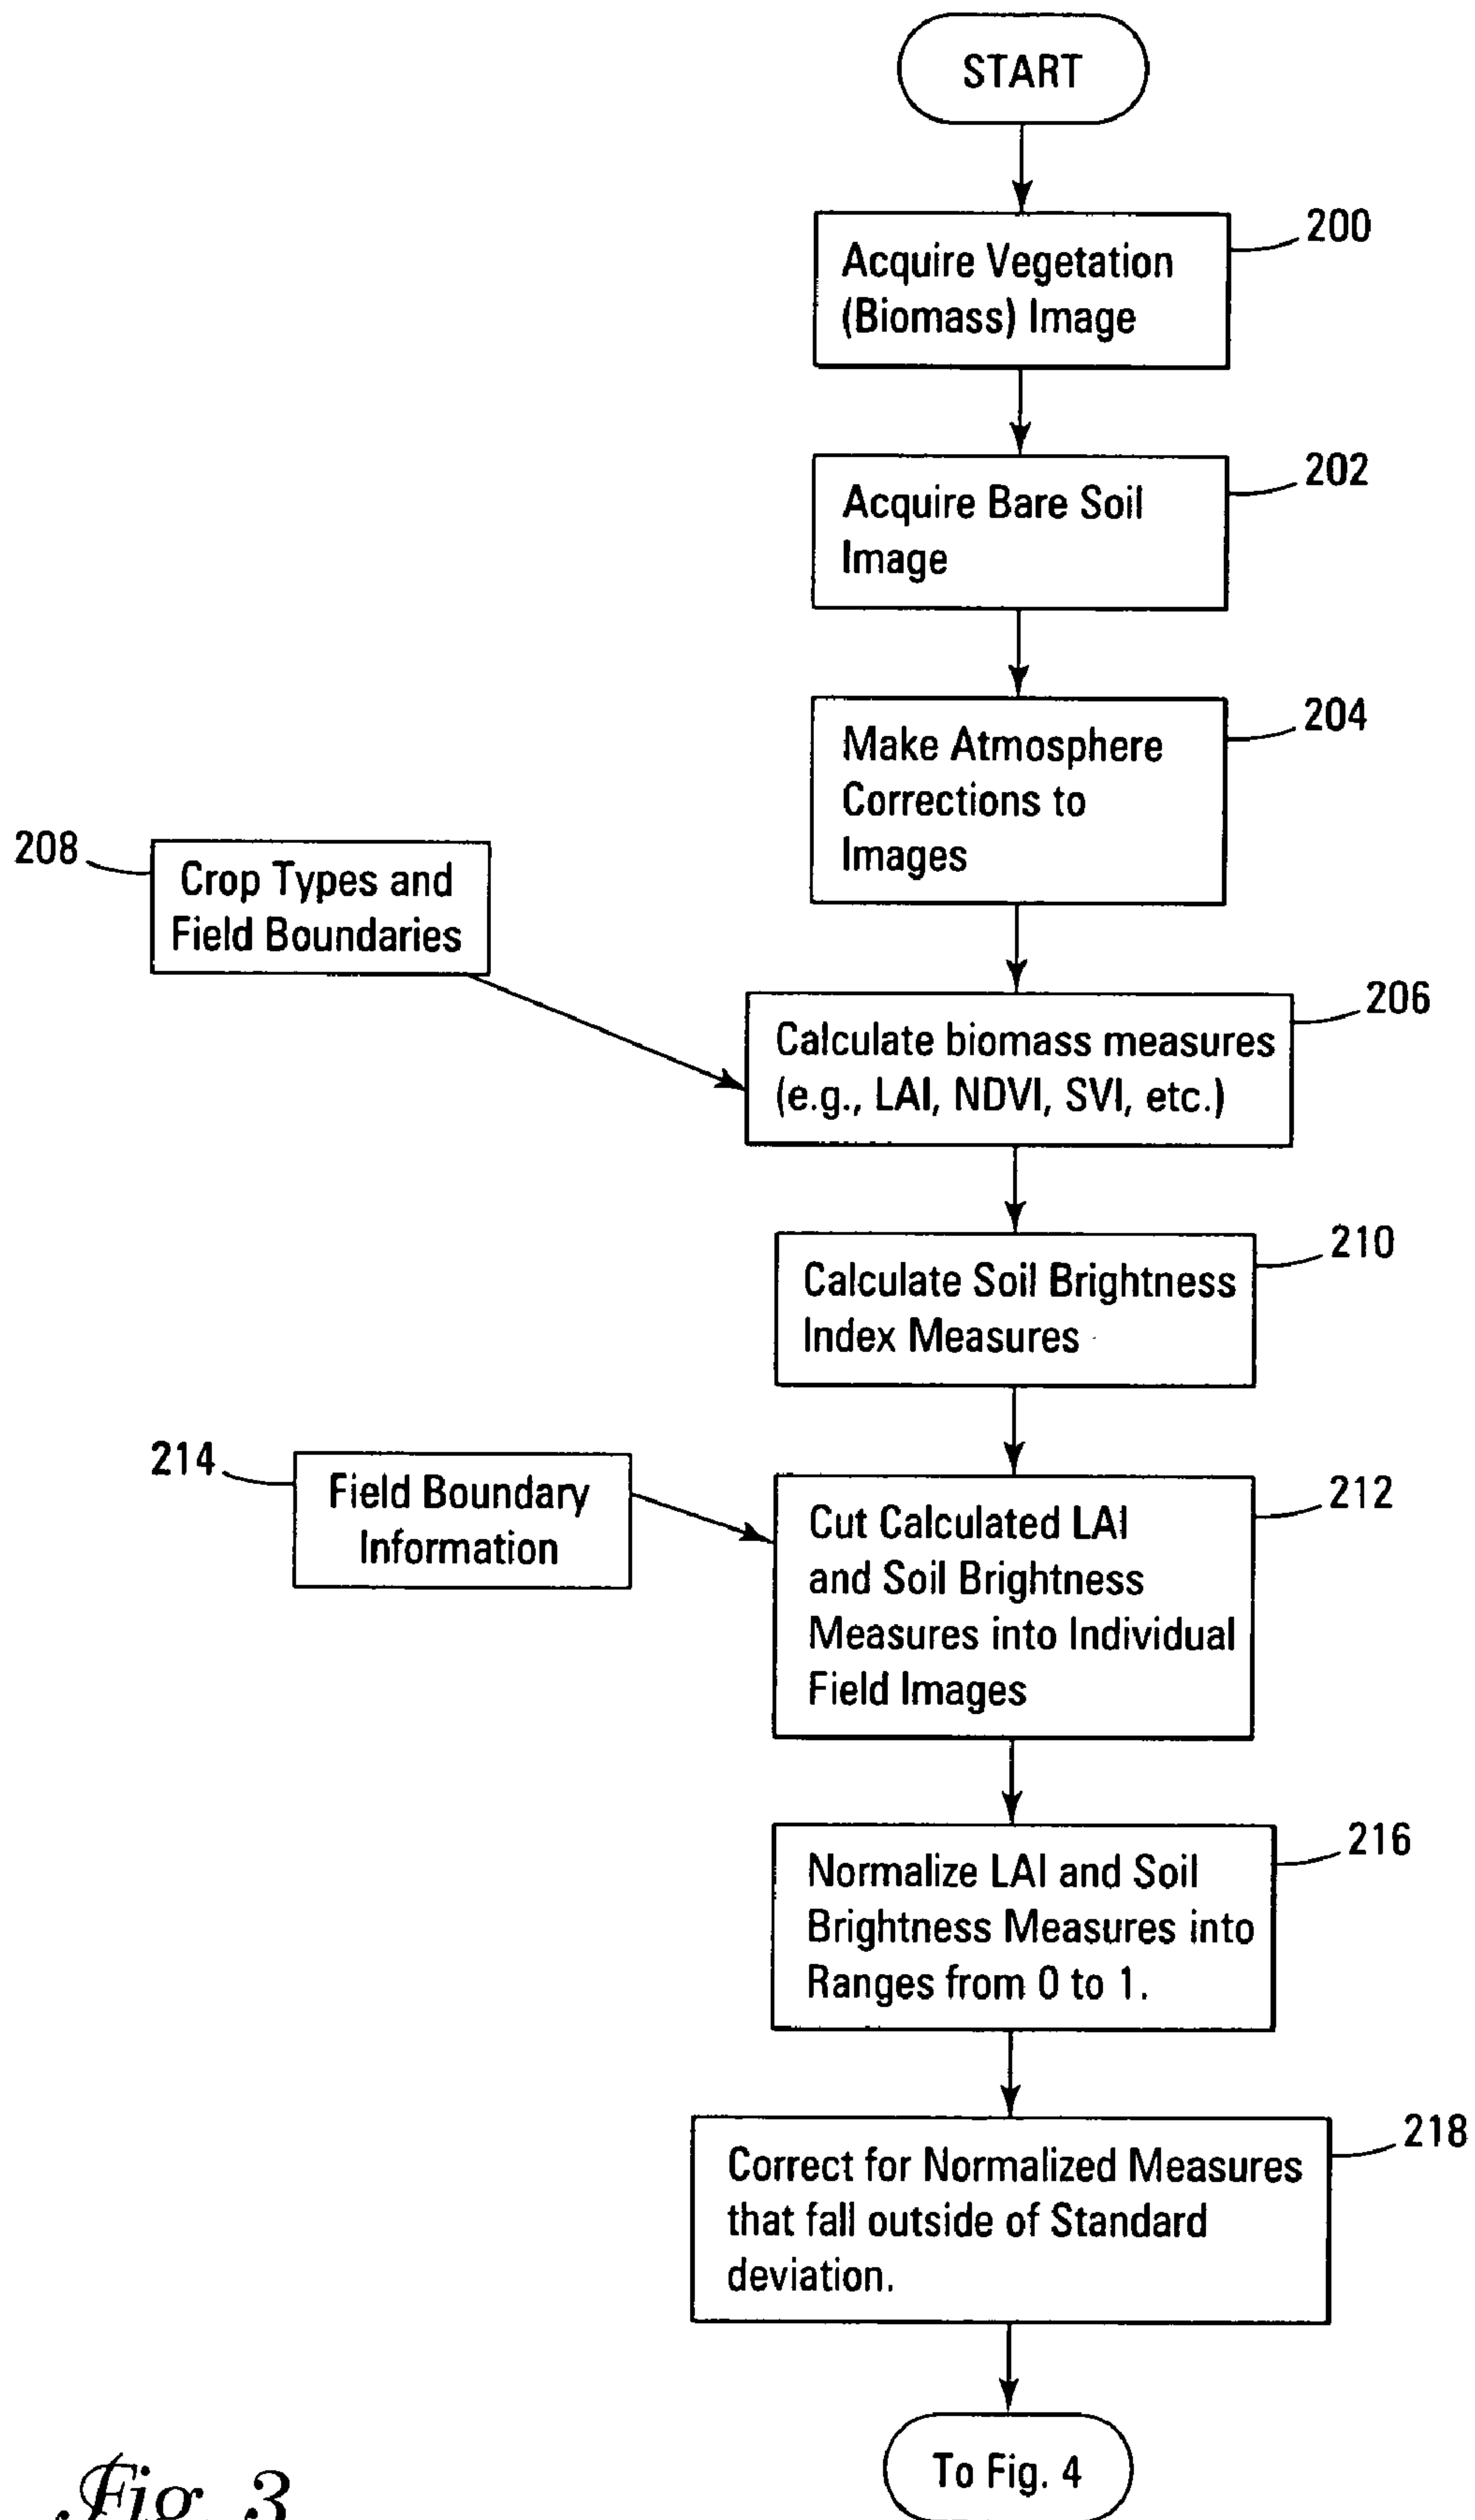 START
200
Acquire Vegetation
(Biomass) Image
202
Acquire Bare Soil
Image
204
Make Atmosphere
Corrections to
Images
208
Crop Types and
Field Boundaries
206
Calculate biomass measures
(e.g., LAI, NDVI, SVI, etc.)
210
Calculate Soil Brightness
Index Measures
214
Field Boundary
Information
212
Cut Calculated LAI
and Soil Brightness
Measures into Individual
Field Images
216
Normalize LAI and Soil
Brightness Measures into
Ranges from 0 to 1.
218
Correct for Normalized Measures
that fall outside of Standard
deviation.
To Fig. 4
Fig. 3